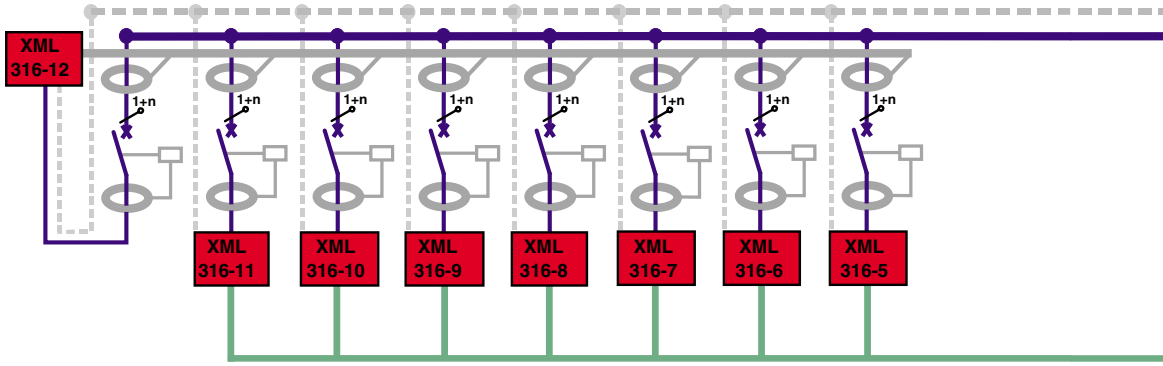 XML
316-12
1+n
1+n
1+n
1+n
1+n
1+n
1+n
1+n
XML
316-11
XML
316-10
XML
316-9
XML
316-8
XML
316-7
XML
316-6
XML
316-5